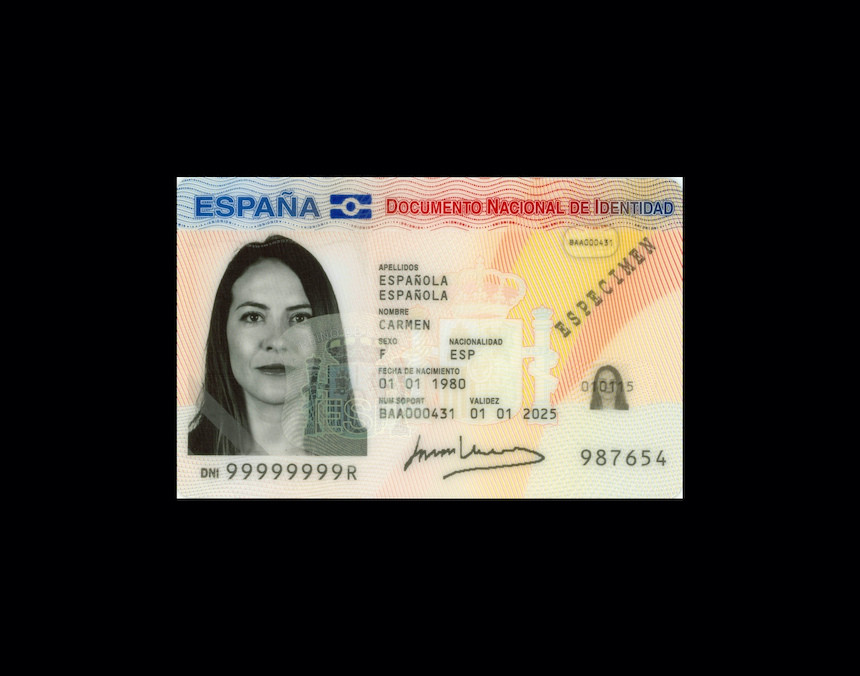 ESPAÑA
DOCUMENTO NACIONAL DE IDENTIDAD
BAA000431
ESPECIMEN
APELLIDOS
ESPAÑOLA
ESPAÑOLA
NOMBRE
CARMEN
SEXO NACIONALIDAD
F ESP
FECHA DE NACIMIENTO
01 01 1980
010115
NUM SOPORT VALIDEZ
BAA000431 01 01 2025
987654
DNI 99999999R